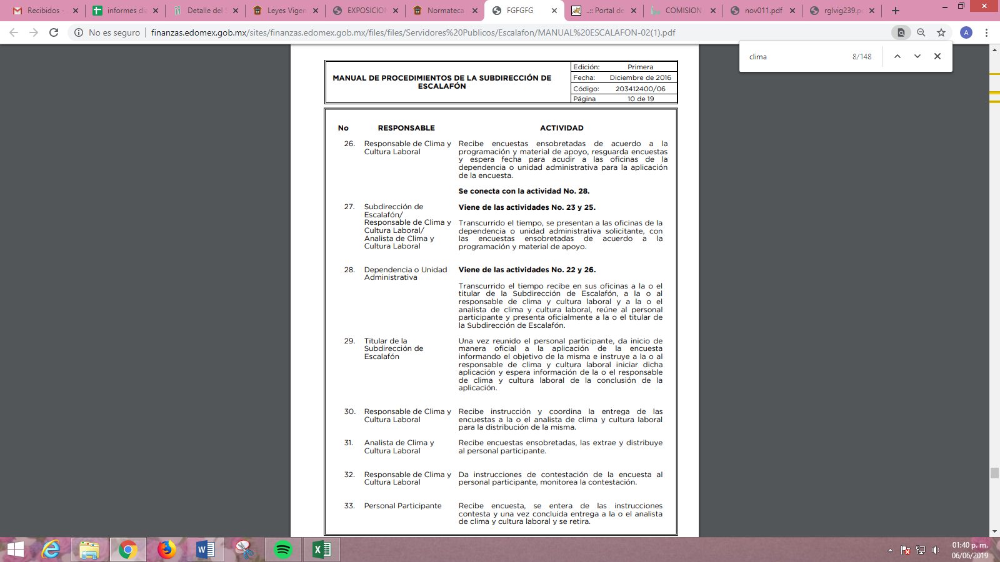 Recibidos -
informes di
Detalle del S
Leyes Vigen
EXPOSICION
Normateca
FGFGFG
..:: Portal de
COMISION
nov011.pdf
rglvig239.pd
No es seguro | finanzas.edomex.gob.mx/sites/finanzas.edomex.gob.mx/files/files/Servidores%20Publicos/Escalafon/MANUAL%20ESCALAFON-02(1).pdf
A
clima 8/148
MANUAL DE PROCEDIMIENTOS DE LA SUBDIRECCIÓN DE
ESCALAFÓN
Edición: Primera
Fecha: Diciembre de 2016
Código: 203412400/06
Página 10 de 19
No RESPONSABLE ACTIVIDAD
26. Responsable de Clima y
Cultura Laboral
Recibe encuestas ensobretadas de acuerdo a la
programación y material de apoyo, resguarda encuestas
y espera fecha para acudir a las oficinas de la
dependencia o unidad administrativa para la aplicación
de la encuesta.
Se conecta con la actividad No. 28.
27. Subdirección de
Escalafón/
Responsable de Clima y
Cultura Laboral/
Analista de Clima y
Cultura Laboral
Viene de las actividades No. 23 y 25.
Transcurrido el tiempo, se presentan a las oficinas de la
dependencia o unidad administrativa solicitante, con
las encuestas ensobretadas de acuerdo a la
programación y material de apoyo.
28. Dependencia o Unidad
Administrativa
Viene de las actividades No. 22 y 26.
Transcurrido el tiempo recibe en sus oficinas a la o el
titular de la Subdirección de Escalafón, a la o al
responsable de clima y cultura laboral y a la o el
analista de clima y cultura laboral, reúne al personal
participante y presenta oficialmente a la o el titular de
la Subdirección de Escalafón.
29. Titular de la
Subdirección de
Escalafón
Una vez reunido el personal participante, da inicio de
manera oficial a la aplicación de la encuesta
informando el objetivo de la misma e instruye a la o al
responsable de clima y cultura laboral iniciar dicha
aplicación y espera información de la o el responsable
de clima y cultura laboral de la conclusión de la
aplicación.
30. Responsable de Clima y
Cultura Laboral
Recibe instrucción y coordina la entrega de las
encuestas a la o el analista de clima y cultura laboral
para la distribución de la misma.
31. Analista de Clima y
Cultura Laboral
Recibe encuestas ensobretadas, las extrae y distribuye
al personal participante.
32. Responsable de Clima y
Cultura Laboral
Da instrucciones de contestación de la encuesta al
personal participante, monitorea la contestación.
33. Personal Participante
Recibe encuesta, se entera de las instrucciones
contesta y una vez concluida entrega a la o el analista
de clima y cultura laboral y se retira.
01:40 p. m.
06/06/2019